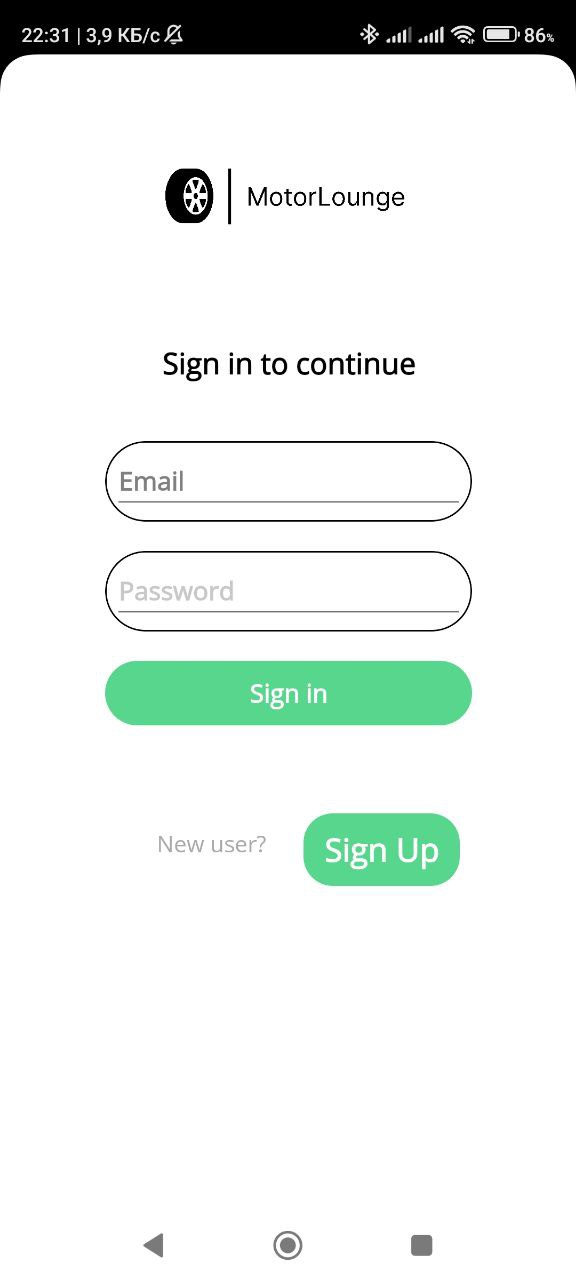 22:31 | 3,9 КБ/с 86%
MotorLounge
Sign in to continue
Email
Password
Sign in
New user? Sign Up